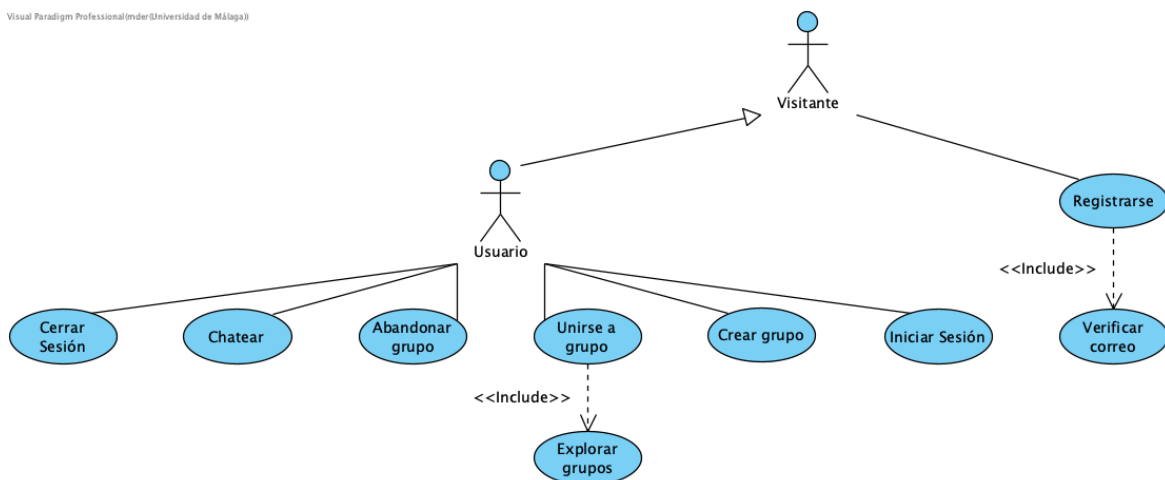 Visual Paradigm Professional(mder(Universidad de Málaga))
Visitante
Usuario
Registrarse
<<Include>>
Cerrar
Sesión
Chatear
Abandonar
grupo
Unirse a
grupo
Crear grupo
Iniciar Sesión
Verificar
correo
<<Include>>
Explorar
grupos